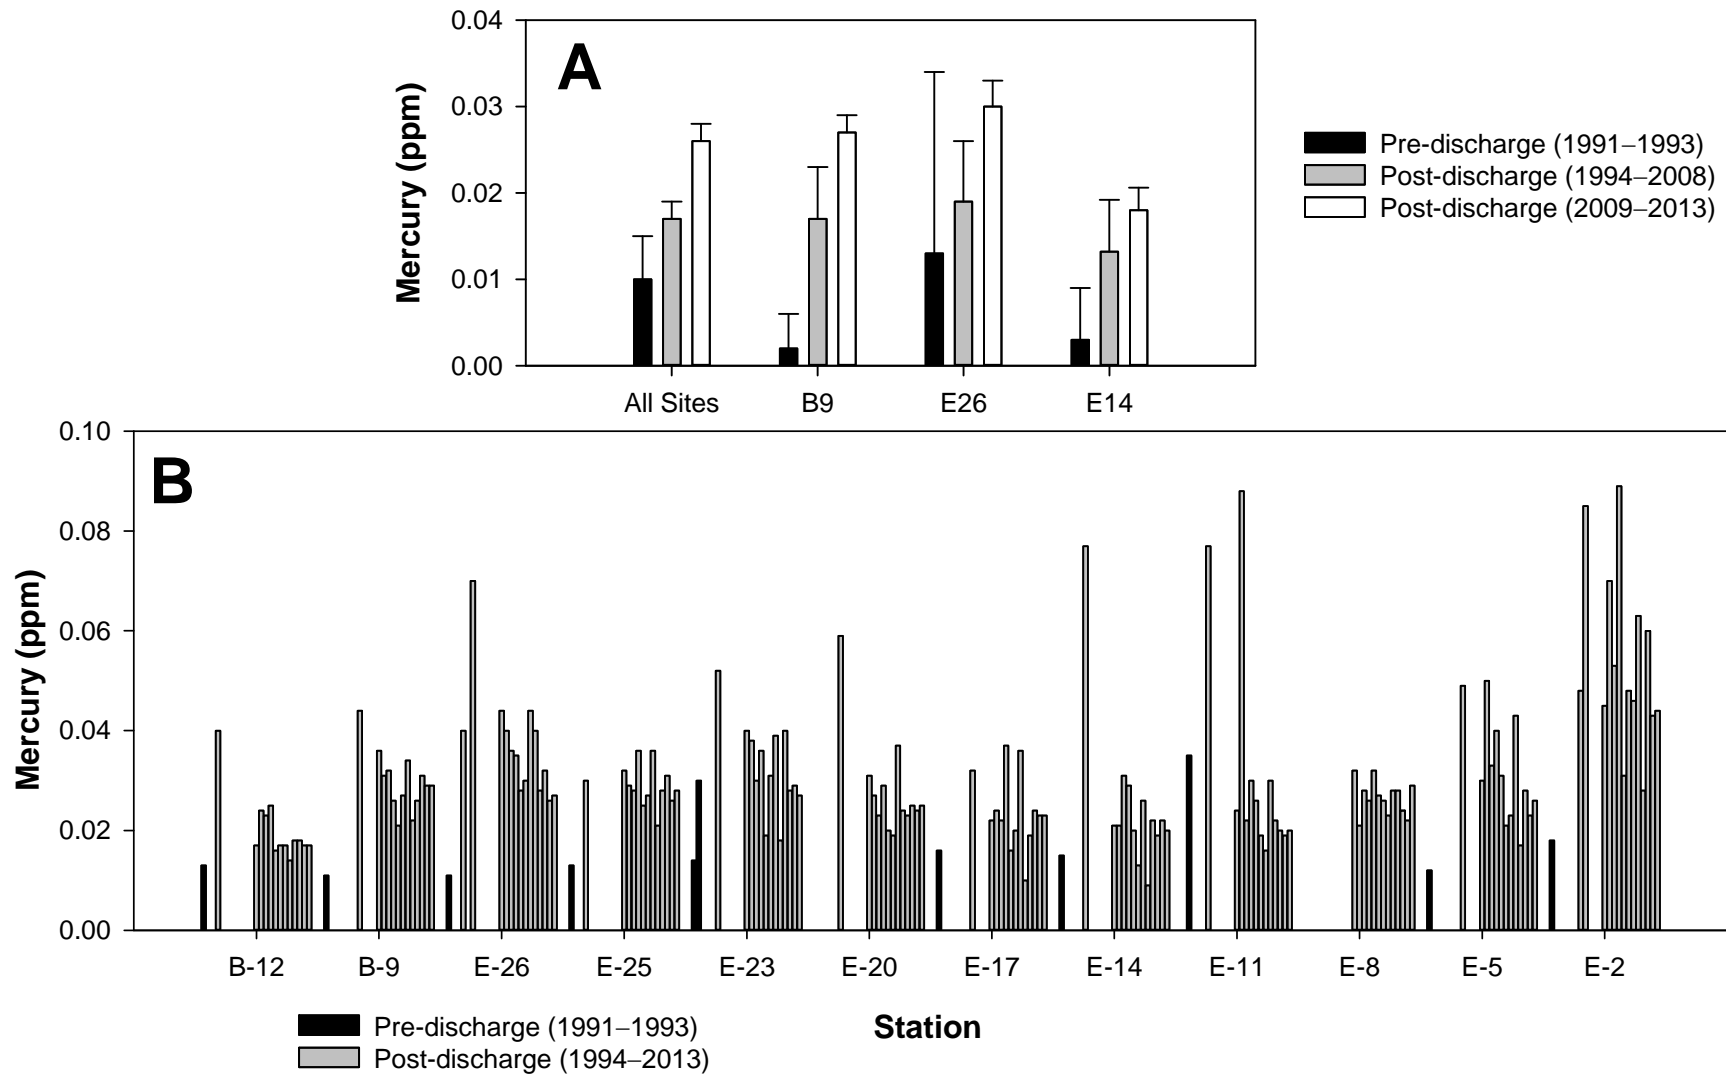 0.04
A
0.03
0.02
0.01
0.00
Mercury (ppm)
All Sites B9 E26 E14
Pre-discharge (1991–1993)
Post-discharge (1994–2008)
Post-discharge (2009–2013)
0.10
B
0.08
0.06
0.04
0.02
0.00
Mercury (ppm)
B-12 B-9 E-26 E-25 E-23 E-20 E-17 E-14 E-11 E-8 E-5 E-2
Station
Pre-discharge (1991–1993)
Post-discharge (1994–2013)